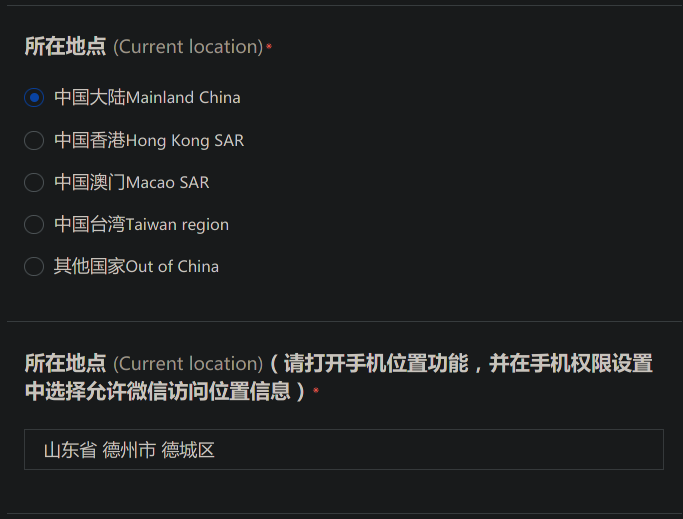 所在地点 (Current location)*
中国大陆Mainland China
中国香港Hong Kong SAR
中国澳门Macao SAR
中国台湾Taiwan region
其他国家Out of China
所在地点 (Current location)（请打开手机位置功能，并在手机权限设置
中选择允许微信访问位置信息）*
山东省 德州市 德城区